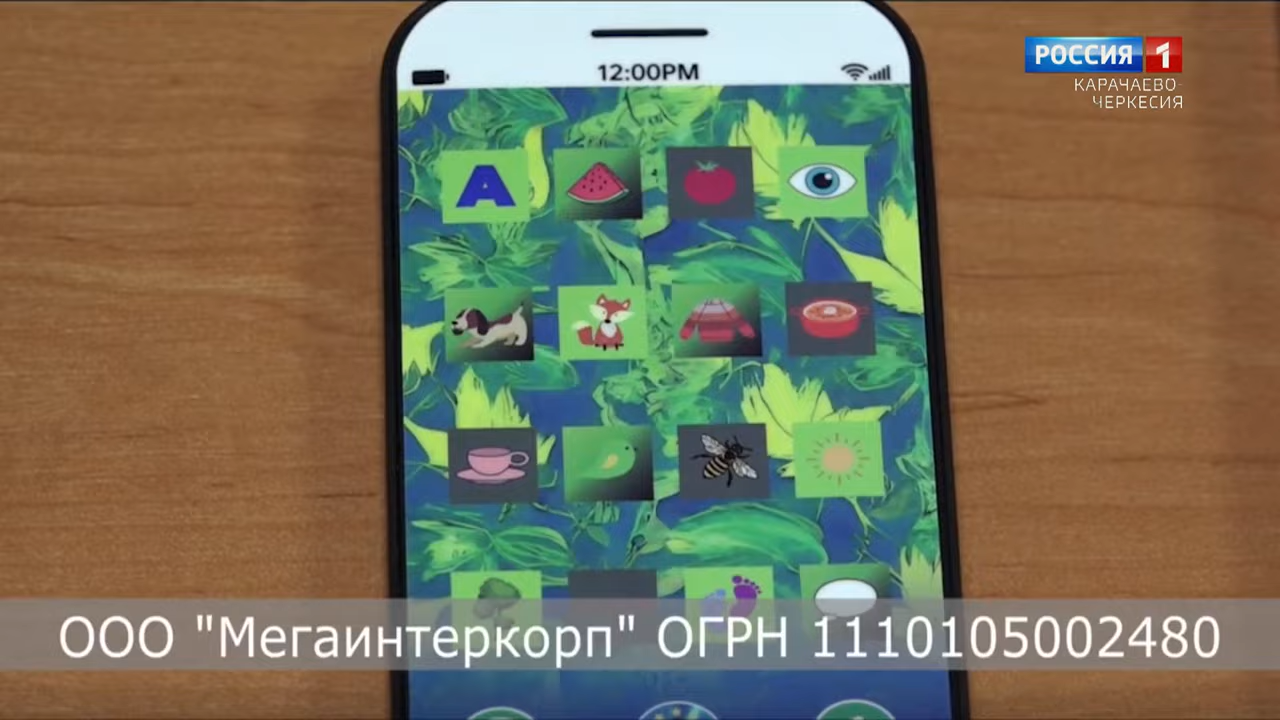 РОССИЯ 1
КАРАЧАЕВО-
ЧЕРКЕСИЯ
12:00PM
А
ООО "Мегаинтеркорп" ОГРН 1110105002480